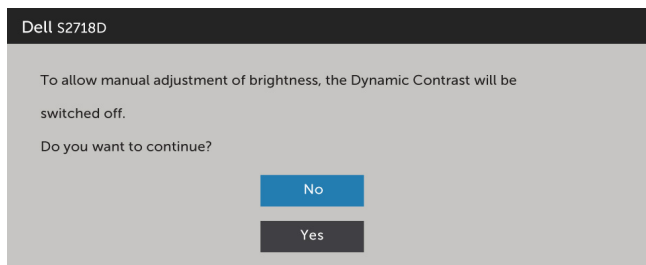 Dell S2718D
To allow manual adjustment of brightness, the Dynamic Contrast will be
switched off.
Do you want to continue?
No
Yes